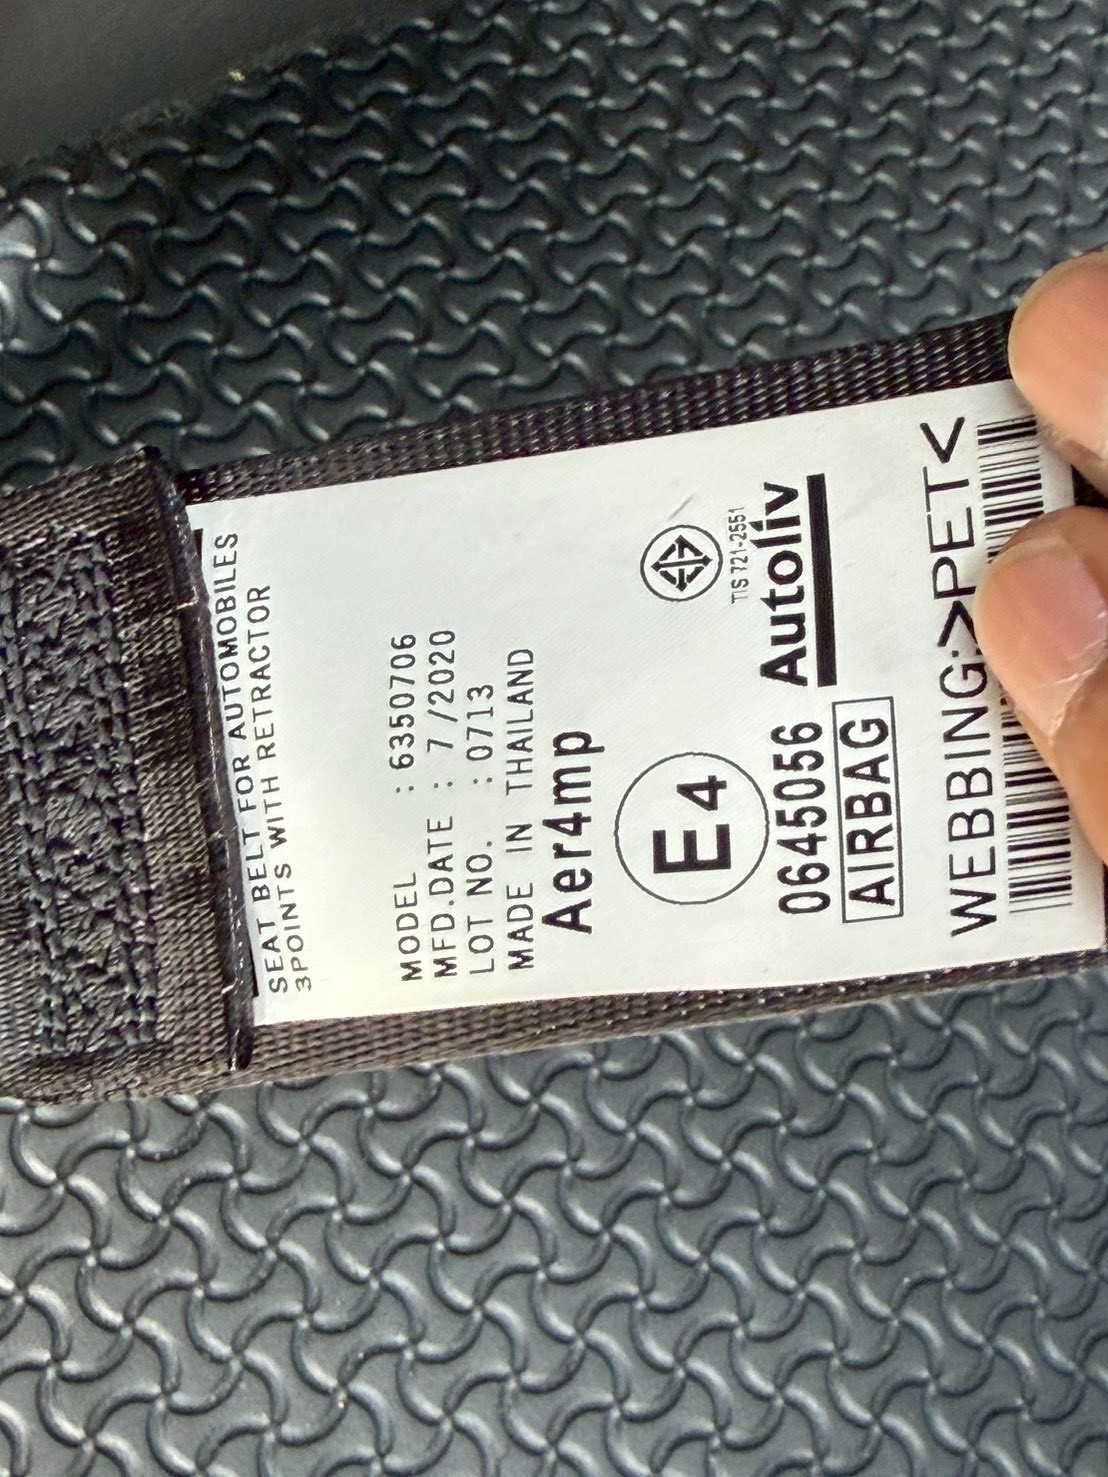 SEAT BELT FOR AUTOMOBILES
3POINTS WITH RETRACTOR
MODEL : 6350706
MFD.DATE : 7 /2020
LOT NO. : 0713
MADE IN THAILAND
Aer4mp
E4
TIS 721-2551
0645056 Autoliv
AIRBAG
WEBBING:>PET<